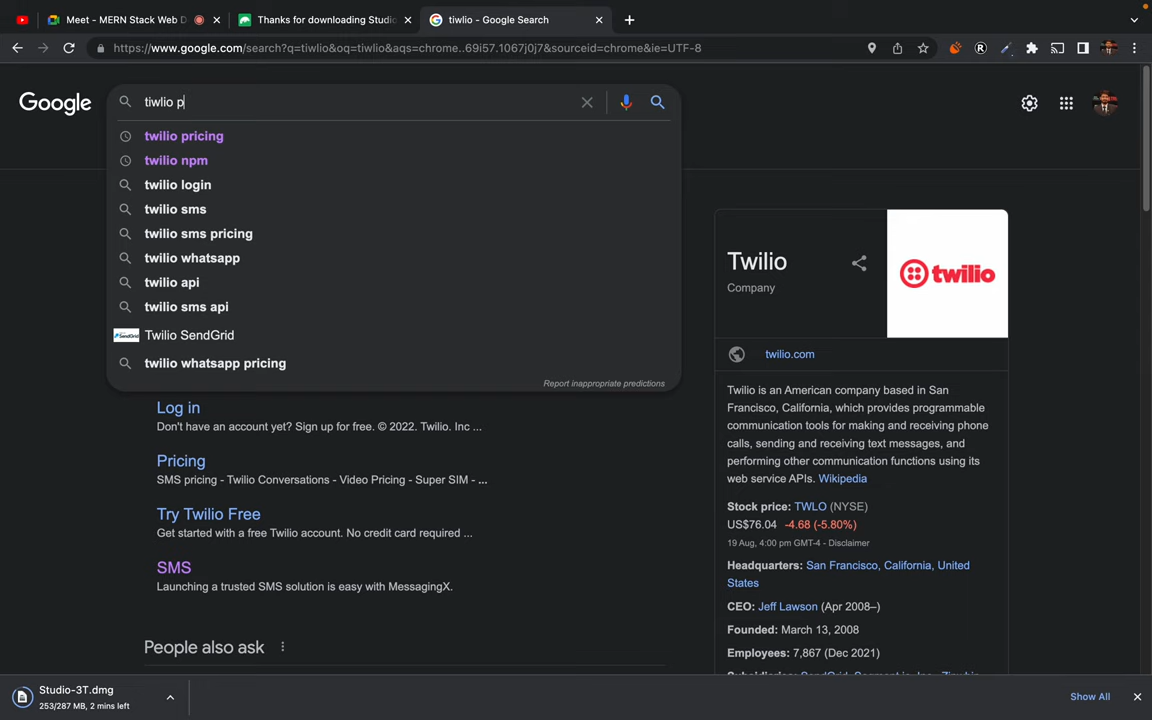 Meet - MERN Stack Web D
Thanks for downloading Studio
tiwlio - Google Search
https://www.google.com/search?q=tiwlio&oq=tiwlio&aqs=chrome..69i57.1067j0j7&sourceid=chrome&ie=UTF-8
Google
tiwlio p
twilio pricing
twilio npm
twilio login
twilio sms
twilio sms pricing
twilio whatsapp
twilio api
twilio sms api
Twilio SendGrid
twilio whatsapp pricing
Report inappropriate predictions
Log in
Don't have an account yet? Sign up for free. © 2022. Twilio. Inc ...
Pricing
SMS pricing - Twilio Conversations - Video Pricing - Super SIM - ...
Try Twilio Free
Get started with a free Twilio account. No credit card required ...
SMS
Launching a trusted SMS solution is easy with MessagingX.
People also ask
Twilio
Company
twilio
twilio.com
Twilio is an American company based in San
Francisco, California, which provides programmable
communication tools for making and receiving phone
calls, sending and receiving text messages, and
performing other communication functions using its
web service APIs. Wikipedia
Stock price: TWLO (NYSE)
US$76.04 -4.68 (-5.80%)
19 Aug, 4:00 pm GMT-4 - Disclaimer
Headquarters: San Francisco, California, United
States
CEO: Jeff Lawson (Apr 2008–)
Founded: March 13, 2008
Employees: 7,867 (Dec 2021)
Studio-3T.dmg
253/287 MB, 2 mins left
Show All